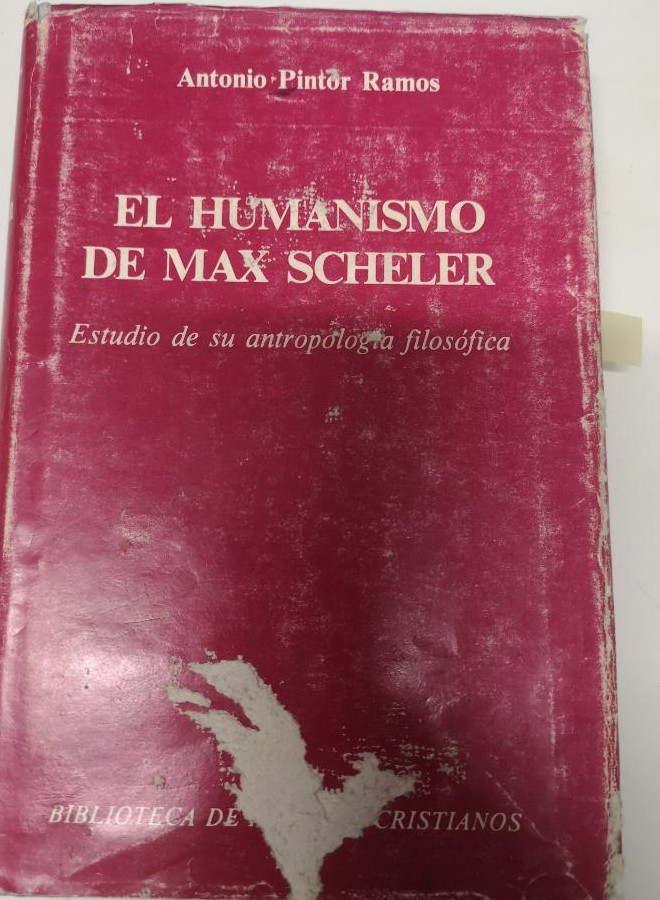 Antonio Pintor Ramos
EL HUMANISMO
DE MAX SCHELER
Estudio de su antropología filosófica
BIBLIOTECA DE CRISTIANOS